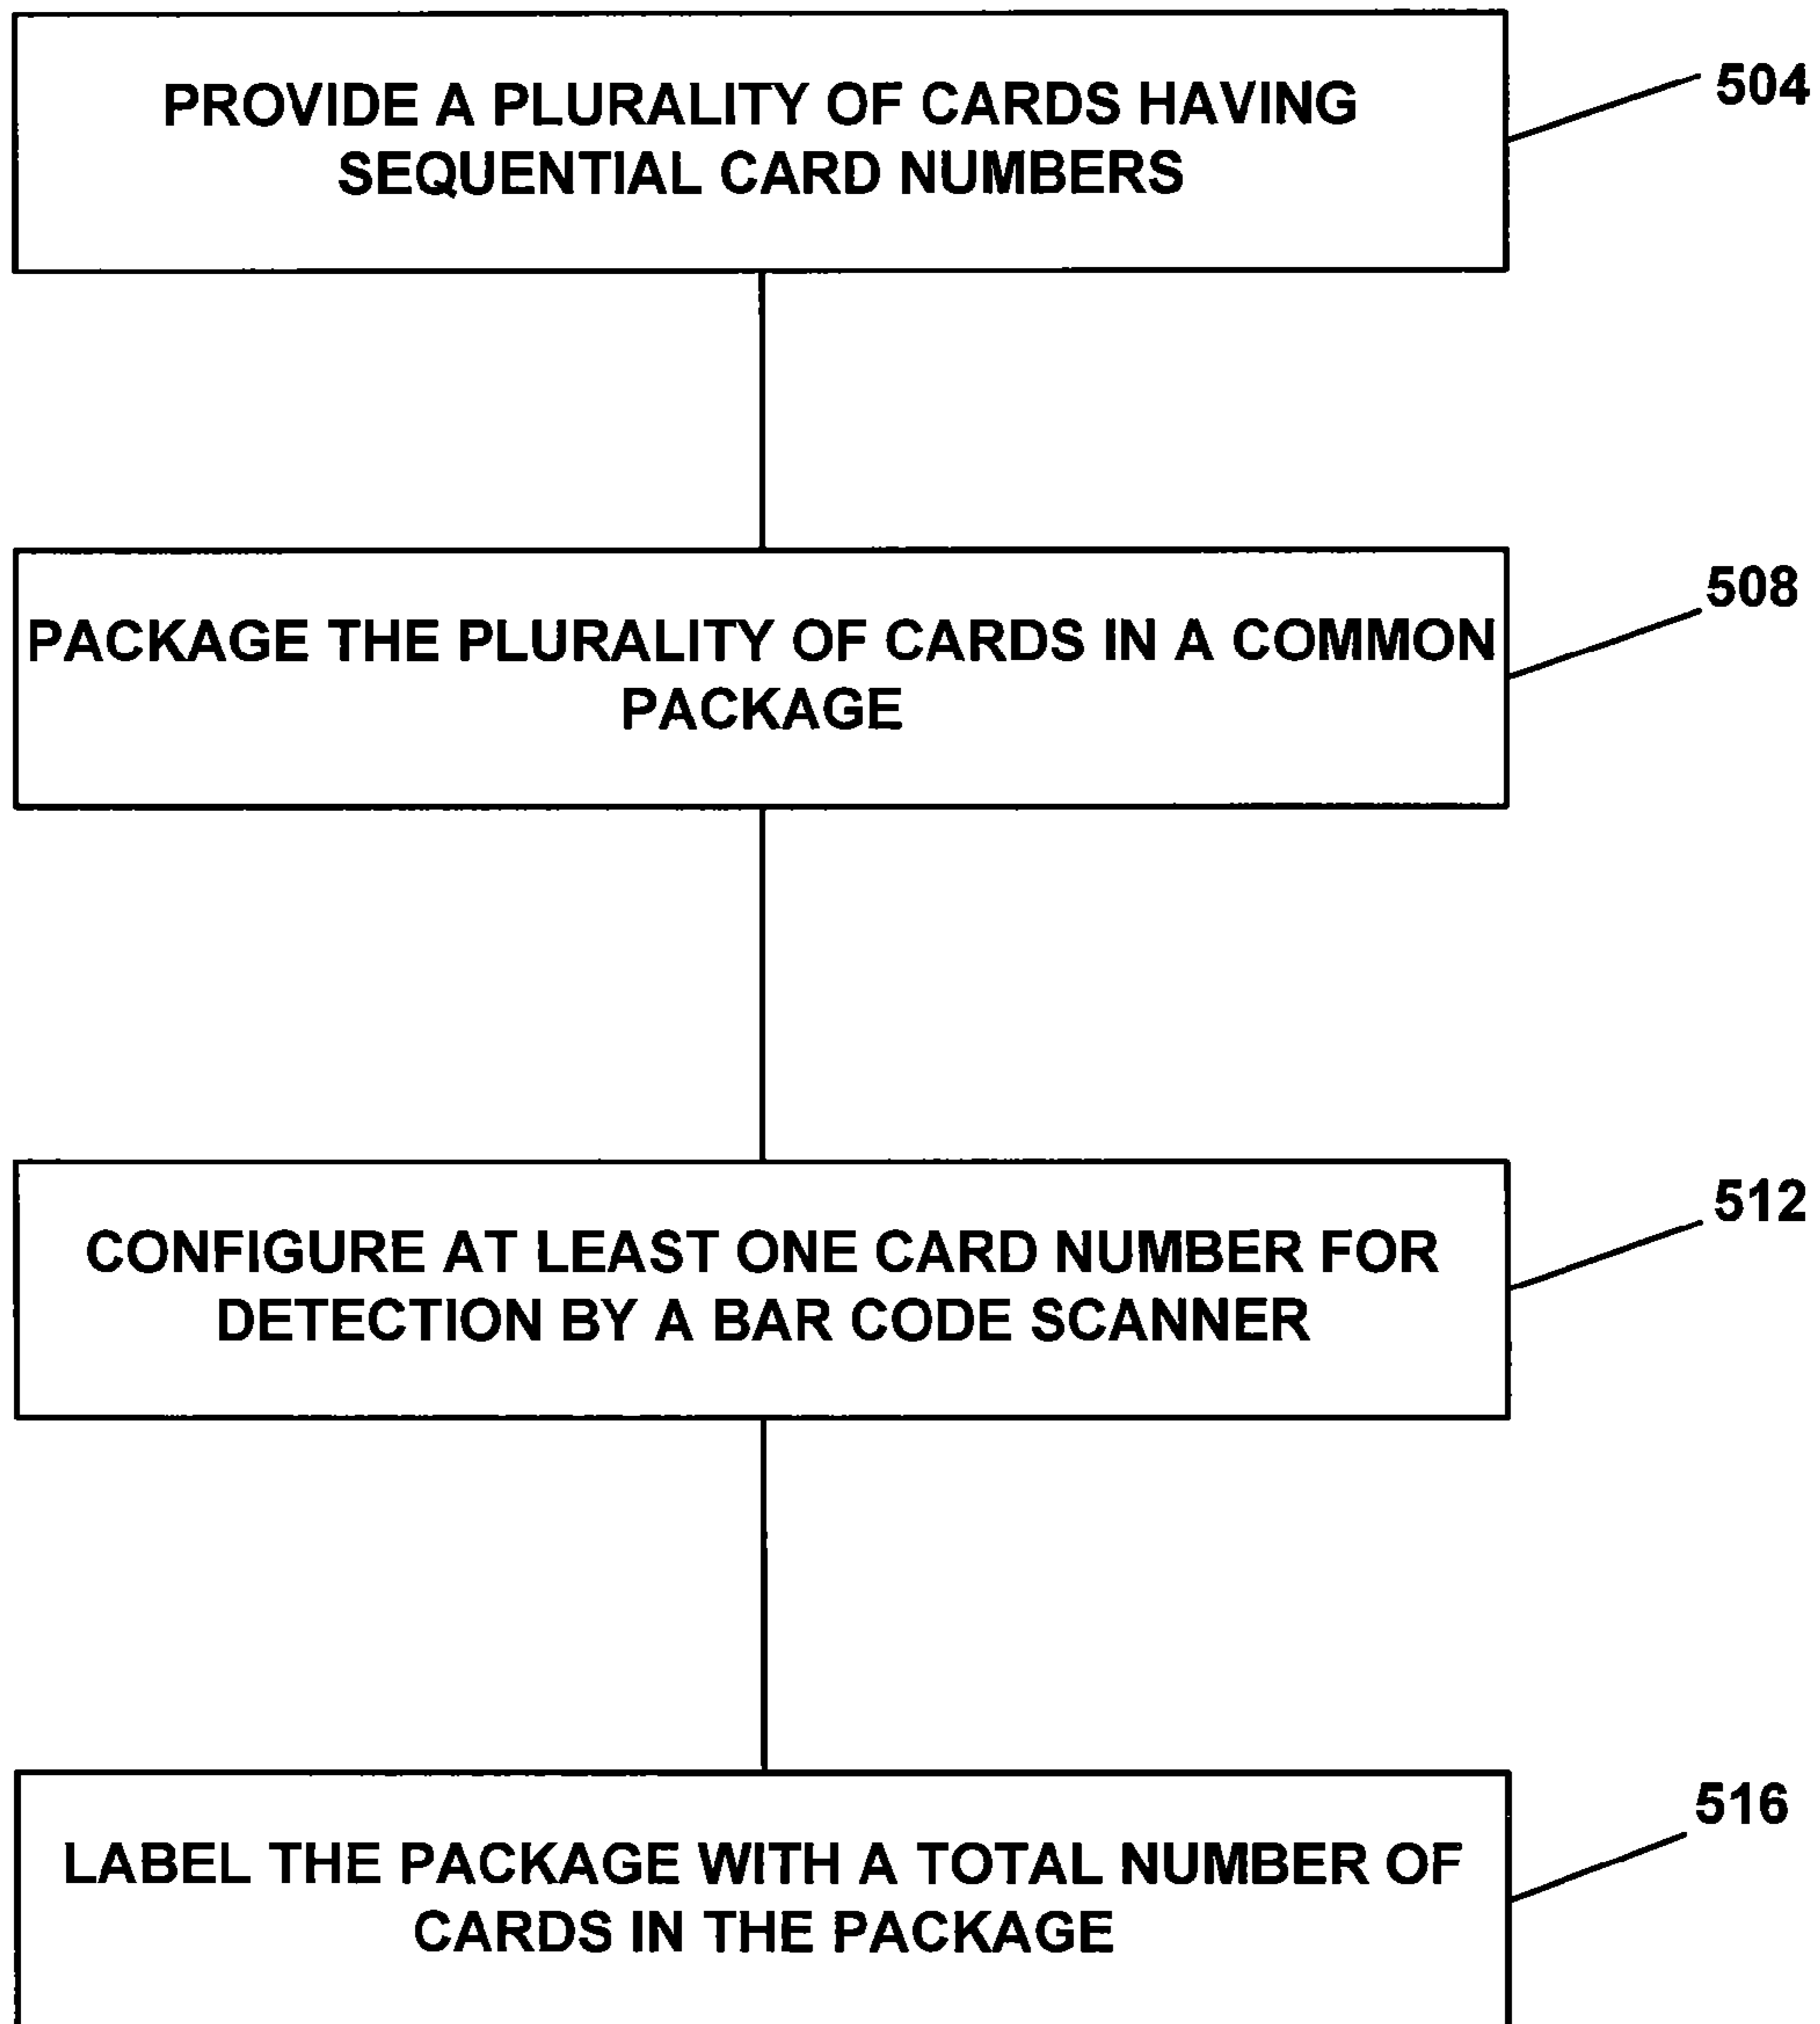 PROVIDE A PLURALITY OF CARDS HAVING
SEQUENTIAL CARD NUMBERS
504
PACKAGE THE PLURALITY OF CARDS IN A COMMON
PACKAGE
508
CONFIGURE AT LEAST ONE CARD NUMBER FOR
DETECTION BY A BAR CODE SCANNER
512
LABEL THE PACKAGE WITH A TOTAL NUMBER OF
CARDS IN THE PACKAGE
516